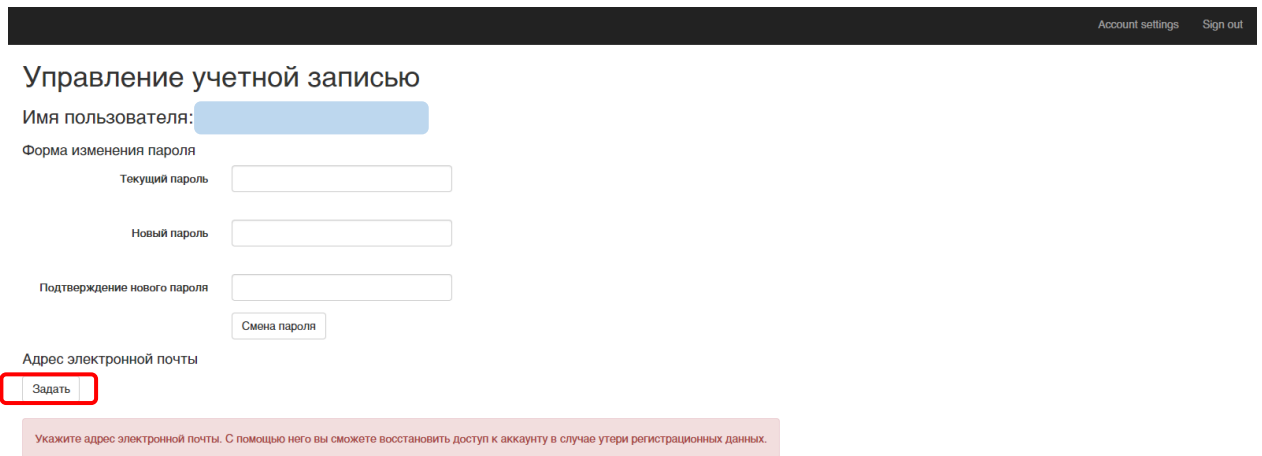 Account settings Sign out
Управление учетной записью
Имя пользователя:
Форма изменения пароля
Текущий пароль
Новый пароль
Подтверждение нового пароля
Смена пароля
Адрес электронной почты
Задать
Укажите адрес электронной почты. С помощью него вы сможете восстановить доступ к аккаунту в случае утери регистрационных данных.